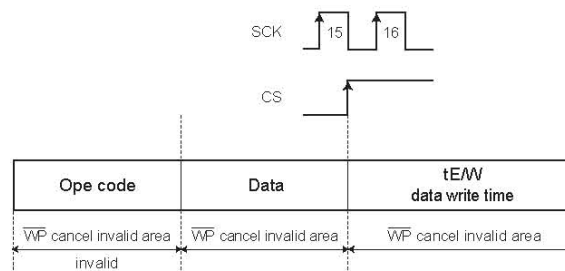 SCK
15
16
CS
Ope code
Data
tE/W
data write time
WP cancel invalid area
WP cancel invalid area
WP cancel invalid area
invalid